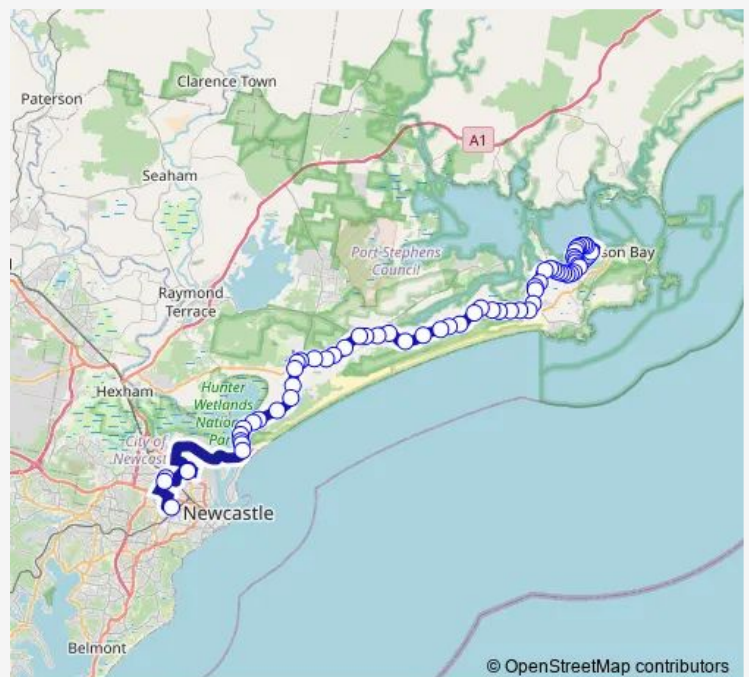 Clarence Town
Paterson
A1
Seaham
Port Stephens
Council
son Bay
Raymond
Terrace
Hexham
Hunter
Wetlands
Nation
Par
City of
Newcast
Newcastle
Belmont
© OpenStreetMap contributors